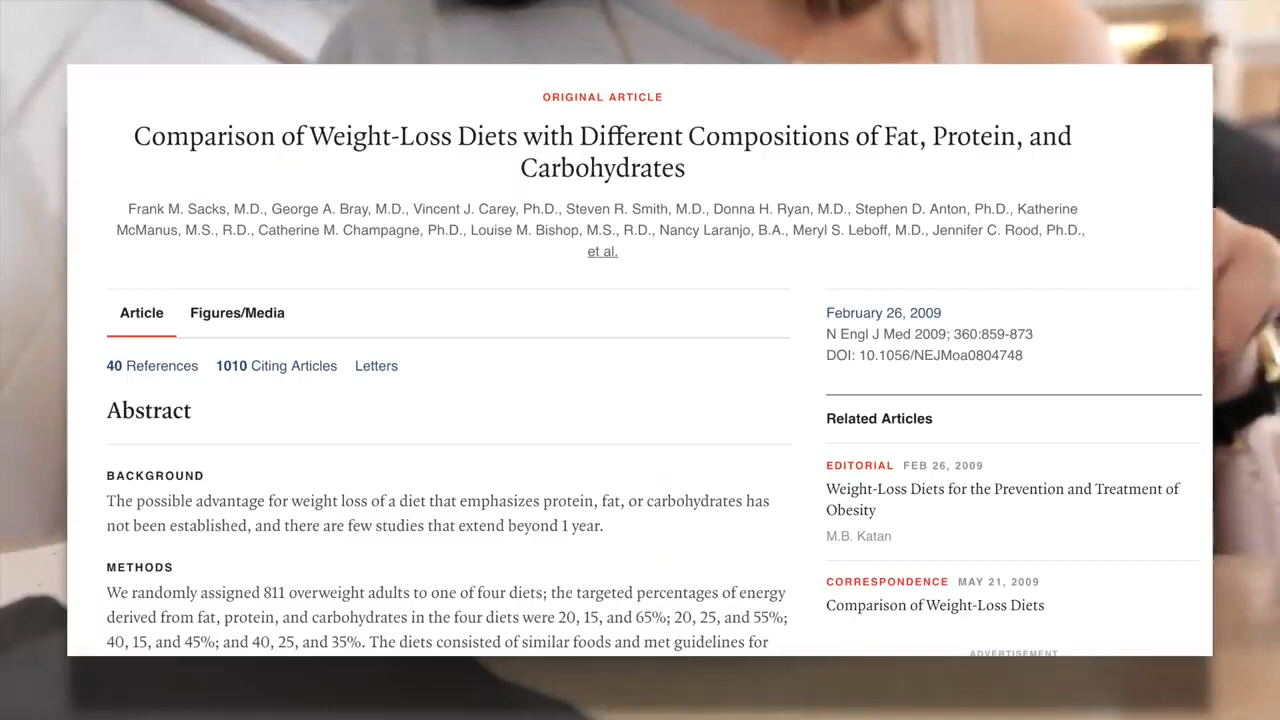 ORIGINAL ARTICLE
Comparison of Weight-Loss Diets with Different Compositions of Fat, Protein, and
Carbohydrates
Frank M. Sacks, M.D., George A. Bray, M.D., Vincent J. Carey, Ph.D., Steven R. Smith, M.D., Donna H. Ryan, M.D., Stephen D. Anton, Ph.D., Katherine
McManus, M.S., R.D., Catherine M. Champagne, Ph.D., Louise M. Bishop, M.S., R.D., Nancy Laranjo, B.A., Meryl S. Leboff, M.D., Jennifer C. Rood, Ph.D.,
et al.
Article Figures/Media
40 References 1010 Citing Articles Letters
Abstract
BACKGROUND
The possible advantage for weight loss of a diet that emphasizes protein, fat, or carbohydrates has
not been established, and there are few studies that extend beyond 1 year.
METHODS
We randomly assigned 811 overweight adults to one of four diets; the targeted percentages of energy
derived from fat, protein, and carbohydrates in the four diets were 20, 15, and 65%; 20, 25, and 55%;
40, 15, and 45%; and 40, 25, and 35%. The diets consisted of similar foods and met guidelines for
February 26, 2009
N Engl J Med 2009; 360:859-873
DOI: 10.1056/NEJMoa0804748
Related Articles
EDITORIAL FEB 26, 2009
Weight-Loss Diets for the Prevention and Treatment of
Obesity
M.B. Katan
CORRESPONDENCE MAY 21, 2009
Comparison of Weight-Loss Diets
ADVERTISEMENT